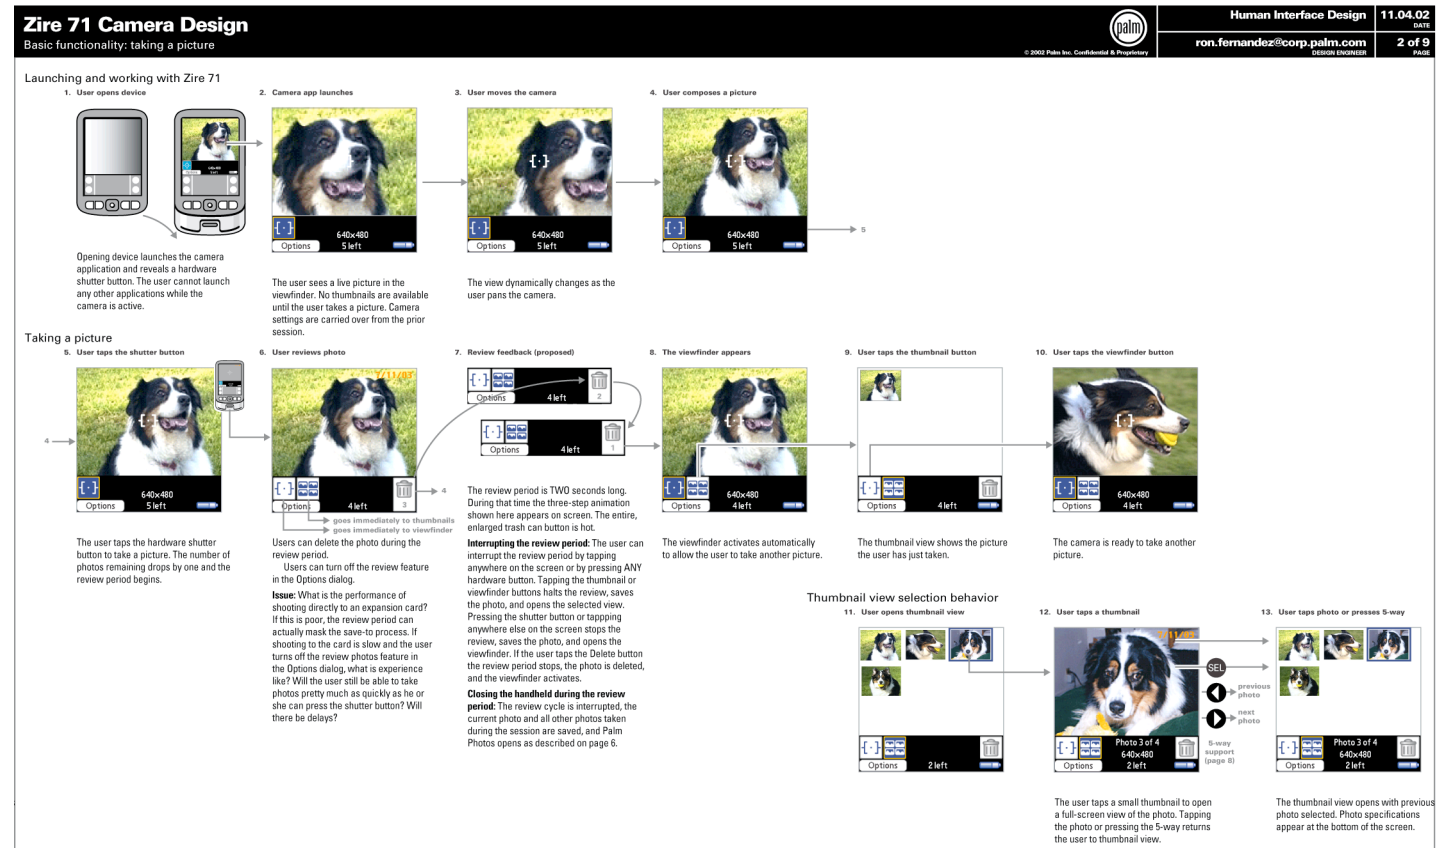 Zire 71 Camera Design
Basic functionality: taking a picture
palm
© 2002 Palm Inc. Confidential & Proprietary
Human Interface Design
11.04.02
DATE
ron.fernandez@corp.palm.com
DESIGN ENGINEER
2 of 9
PAGE
Launching and working with Zire 71
1. User opens device
Opening device launches the camera
application and reveals a hardware
shutter button. The user cannot launch
any other applications while the
camera is active.
2. Camera app launches
640x480
Options
5 left
The user sees a live picture in the
viewfinder. No thumbnails are available
until the user takes a picture. Camera
settings are carried over from the prior
session.
3. User moves the camera
640x480
Options
5 left
The view dynamically changes as the
user pans the camera.
4. User composes a picture
640x480
Options
5 left
5
Taking a picture
5. User taps the shutter button
4
640x480
Options
5 left
The user taps the hardware shutter
button to take a picture. The number of
photos remaining drops by one and the
review period begins.
6. User reviews photo
7/11/03
Options
4 left
3
4
goes immediately to thumbnails
goes immediately to viewfinder
Users can delete the photo during the
review period.
Users can turn off the review feature
in the Options dialog.
Issue: What is the performance of
shooting directly to an expansion card?
If this is poor, the review period can
actually mask the save-to process. If
shooting to the card is slow and the user
turns off the review photos feature in
the Options dialog, what is experience
like? Will the user still be able to take
photos pretty much as quickly as he or
she can press the shutter button? Will
there be delays?
7. Review feedback (proposed)
Options
4 left
2
Options
4 left
1
The review period is TWO seconds long.
During that time the three-step animation
shown here appears on screen. The entire,
enlarged trash can button is hot.
Interrupting the review period: The user can
interrupt the review period by tapping
anywhere on the screen or by pressing ANY
hardware button. Tapping the thumbnail or
viewfinder buttons halts the review, saves
the photo, and opens the selected view.
Pressing the shutter button or tappping
anywhere else on the screen stops the
review, saves the photo, and opens the
viewfinder. If the user taps the Delete button
the review period stops, the photo is deleted,
and the viewfinder activates.
Closing the handheld during the review
period: The review cycle is interrupted, the
current photo and all other photos taken
during the session are saved, and Palm
Photos opens as described on page 6.
8. The viewfinder appears
640x480
Options
4 left
The viewfinder activates automatically
to allow the user to take another picture.
9. User taps the thumbnail button
Options
4 left
The thumbnail view shows the picture
the user has just taken.
10. User taps the viewfinder button
640x480
Options
4 left
The camera is ready to take another
picture.
Thumbnail view selection behavior
11. User opens thumbnail view
Options
2 left
12. User taps a thumbnail
Photo 3 of 4
640x480
Options
2 left
SEL
previous
photo
next
photo
5-way
support
(page 8)
The user taps a small thumbnail to open
a full-screen view of the photo. Tapping
the photo or pressing the 5-way returns
the user to thumbnail view.
13. User taps photo or presses 5-way
Photo 3 of 4
640x480
Options
2 left
The thumbnail view opens with previous
photo selected. Photo specifications
appear at the bottom of the screen.